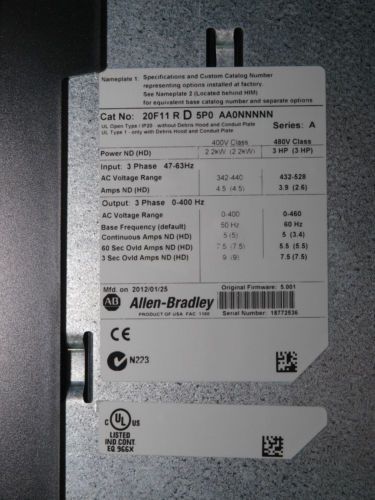 Nameplate 1: Specifications and Custom Catalog Number
representing options installed at factory.
See Nameplate 2 (Located behind HIM)
for equivalent base catalog number and separate options
Cat No: 20F11 R D 5P0 AA0NNNNN
UL Open Type / IP20 - without Debris Hood and Conduit Plate
UL Type 1 - only with Debris Hood and Conduit Plate
Series: A
400V Class 480V Class
Power ND (HD) 2.2kW (2.2kW) 3 HP (3 HP)
Input: 3 Phase 47-63Hz
AC Voltage Range 342-440 432-528
Amps ND (HD) 4.5 (4.5) 3.9 (2.6)
Output: 3 Phase 0-400 Hz
AC Voltage Range 0-400 0-460
Base Frequency (default) 50 Hz 60 Hz
Continuous Amps ND (HD) 5 (5) 5 (3.4)
60 Sec Ovld Amps ND (HD) 7.5 (7.5) 5.5 (5.5)
3 Sec Ovld Amps ND (HD) 9 (9) 7.5 (7.5)
Mfd. on 2012/01/25 Original Firmware: 5.001
AB Allen-Bradley
PRODUCT OF USA FAC 1100 Serial Number: 18772536
CE
N223
C UL US
LISTED
IND CONT
EQ 966X